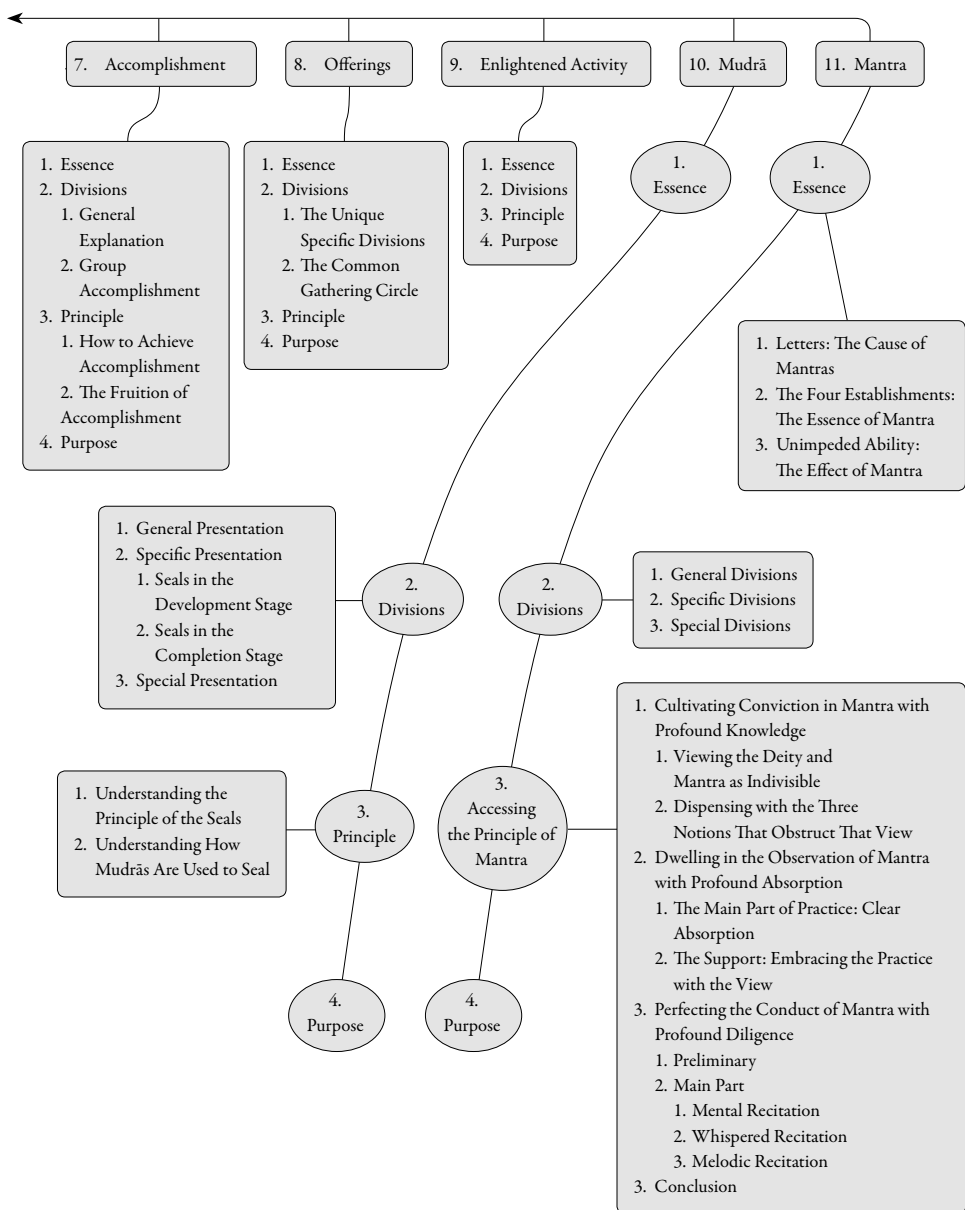 7. Accomplishment
8. Offerings
9. Enlightened Activity
10. Mudrā
11. Mantra
1. Essence
2. Divisions
1. General
Explanation
2. Group
Accomplishment
3. Principle
1. How to Achieve
Accomplishment
2. The Fruition of
Accomplishment
4. Purpose
1. Essence
2. Divisions
1. The Unique
Specific Divisions
2. The Common
Gathering Circle
3. Principle
4. Purpose
1. Essence
2. Divisions
3. Principle
4. Purpose
1.
Essence
1.
Essence
1. Letters: The Cause of
Mantras
2. The Four Establishments:
The Essence of Mantra
3. Unimpeded Ability:
The Effect of Mantra
1. General Presentation
2. Specific Presentation
1. Seals in the
Development Stage
2. Seals in the
Completion Stage
3. Special Presentation
2.
Divisions
2.
Divisions
1. General Divisions
2. Specific Divisions
3. Special Divisions
1. Understanding the
Principle of the Seals
2. Understanding How
Mudrās Are Used to Seal
3.
Principle
3.
Accessing
the Principle of
Mantra
1. Cultivating Conviction in Mantra with
Profound Knowledge
1. Viewing the Deity and
Mantra as Indivisible
2. Dispensing with the Three
Notions That Obstruct That View
2. Dwelling in the Observation of Mantra
with Profound Absorption
1. The Main Part of Practice: Clear
Absorption
2. The Support: Embracing the Practice
with the View
3. Perfecting the Conduct of Mantra with
Profound Diligence
1. Preliminary
2. Main Part
1. Mental Recitation
2. Whispered Recitation
3. Melodic Recitation
3. Conclusion
4.
Purpose
4.
Purpose